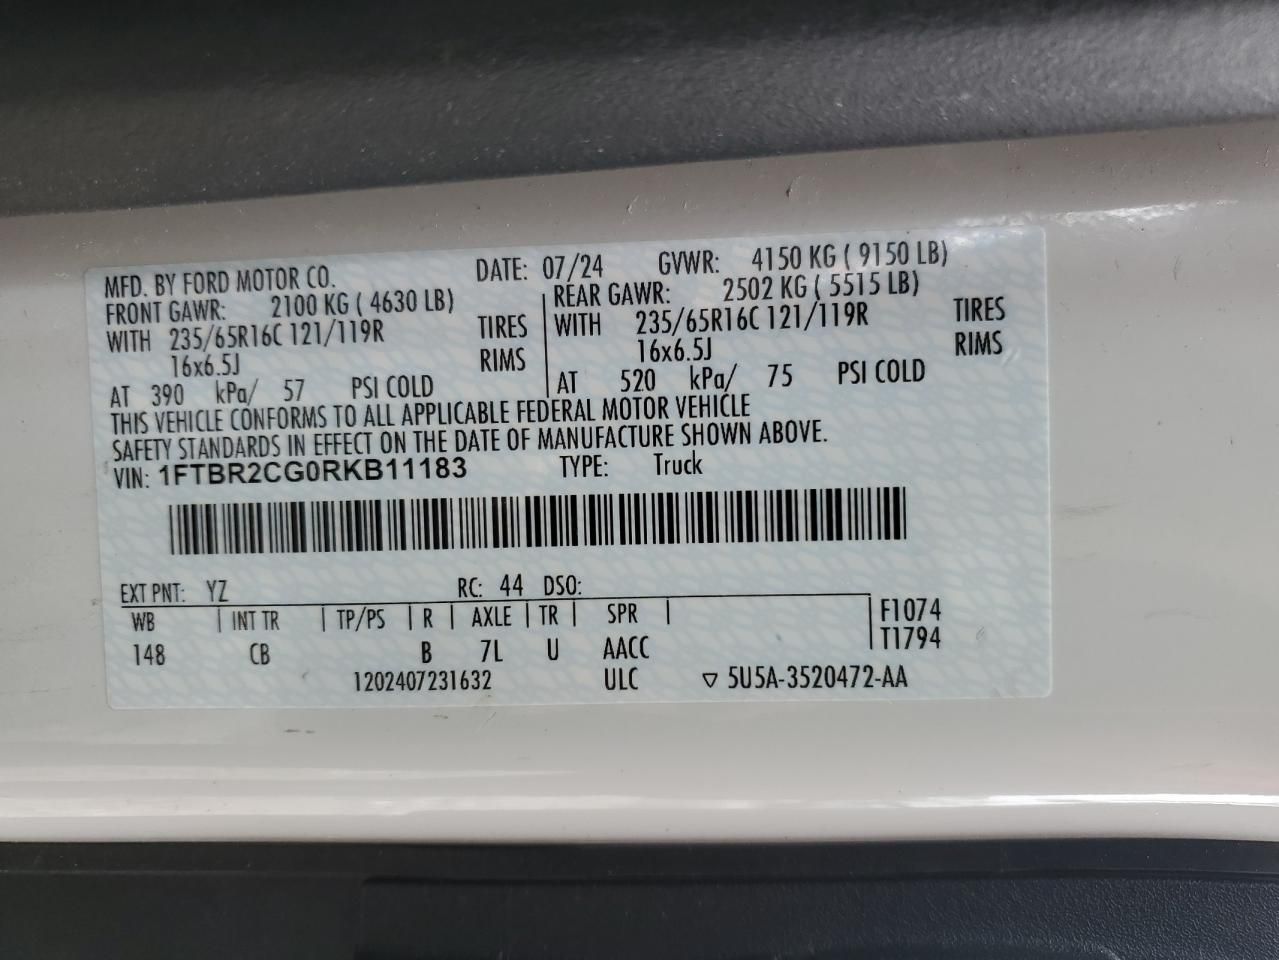 MFD. BY FORD MOTOR CO. DATE: 07/24 GVWR: 4150 KG ( 9150 LB)
FRONT GAWR: 2100 KG ( 4630 LB) REAR GAWR: 2502 KG ( 5515 LB)
WITH 235/65R16C 121/119R TIRES WITH 235/65R16C 121/119R TIRES
16x6.5J RIMS 16x6.5J RIMS
AT 390 kPa/ 57 PSI COLD AT 520 kPa/ 75 PSI COLD
THIS VEHICLE CONFORMS TO ALL APPLICABLE FEDERAL MOTOR VEHICLE
SAFETY STANDARDS IN EFFECT ON THE DATE OF MANUFACTURE SHOWN ABOVE.
VIN: 1FTBR2CG0RKB11183 TYPE: Truck
EXT PNT: YZ RC: 44 DSO:
WB INT TR TP/PS R AXLE TR SPR F1074
148 CB B 7L U AACC T1794
1202407231632 ULC ▽ 5U5A-3520472-AA